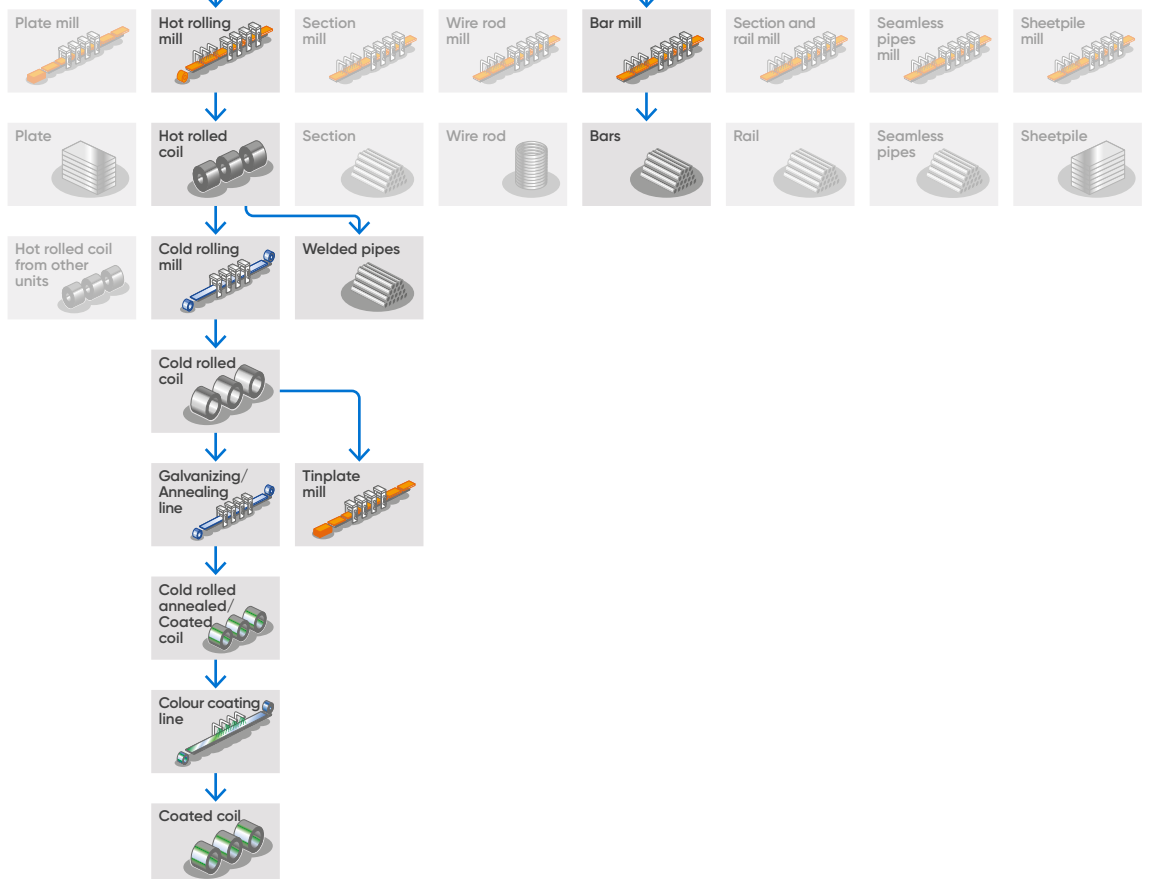 Plate mill
Hot rolling
mill
Section
mill
Wire rod
mill
Bar mill
Section and
rail mill
Seamless
pipes
mill
Sheetpile
mill
Plate
Hot rolled
coil
Section
Wire rod
Bars
Rail
Seamless
pipes
Sheetpile
Hot rolled coil
from other
units
Cold rolling
mill
Welded pipes
Cold rolled
coil
Galvanizing/
Annealing
line
Tinplate
mill
Cold rolled
annealed/
Coated
coil
Colour coating
line
Coated coil